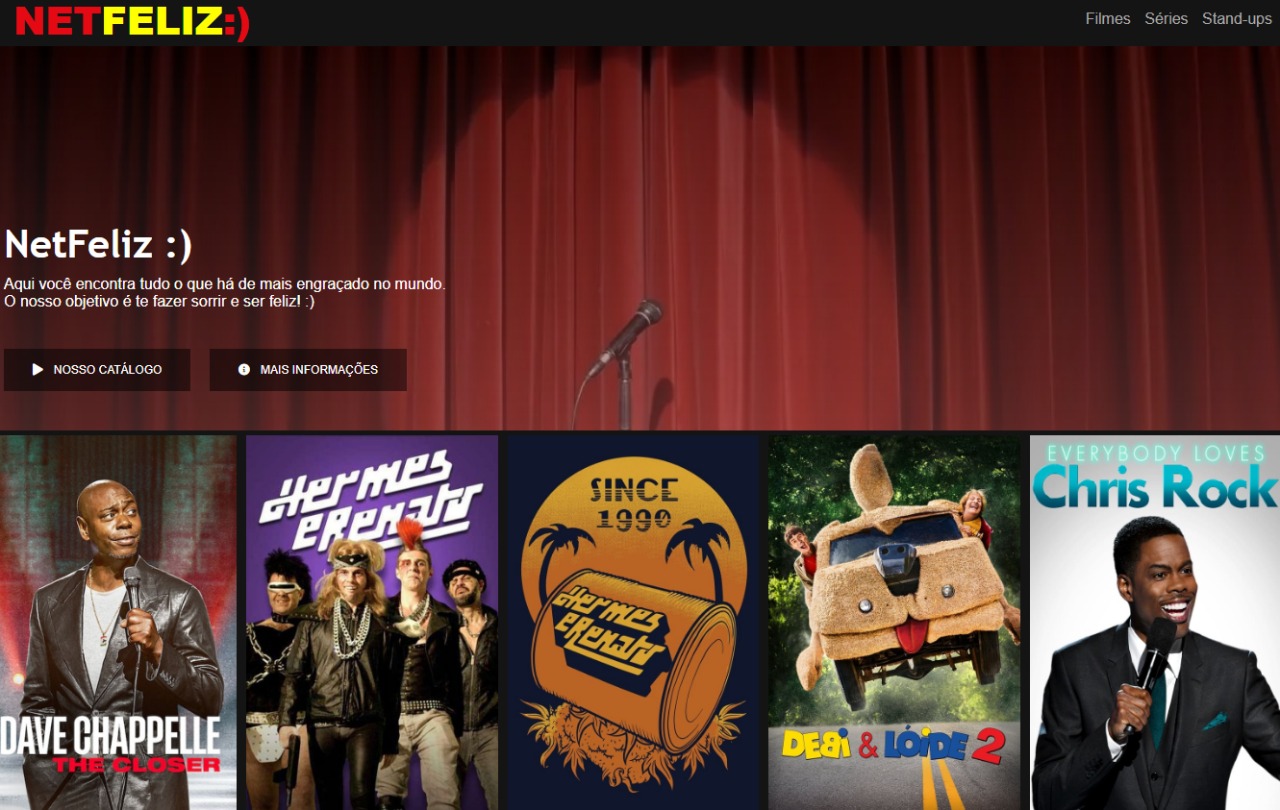 NETFELIZ:)
Filmes Séries Stand-ups
NetFeliz :)
Aqui você encontra tudo o que há de mais engraçado no mundo.
O nosso objetivo é te fazer sorrir e ser feliz! :)
NOSSO CATÁLOGO
MAIS INFORMAÇÕES
DAVE CHAPPELLE
THE CLOSER
Hermes
e Renato
SINCE
1990
Hermes
e Renato
DEBI & LÓIDE 2
EVERYBODY LOVES
Chris Rock